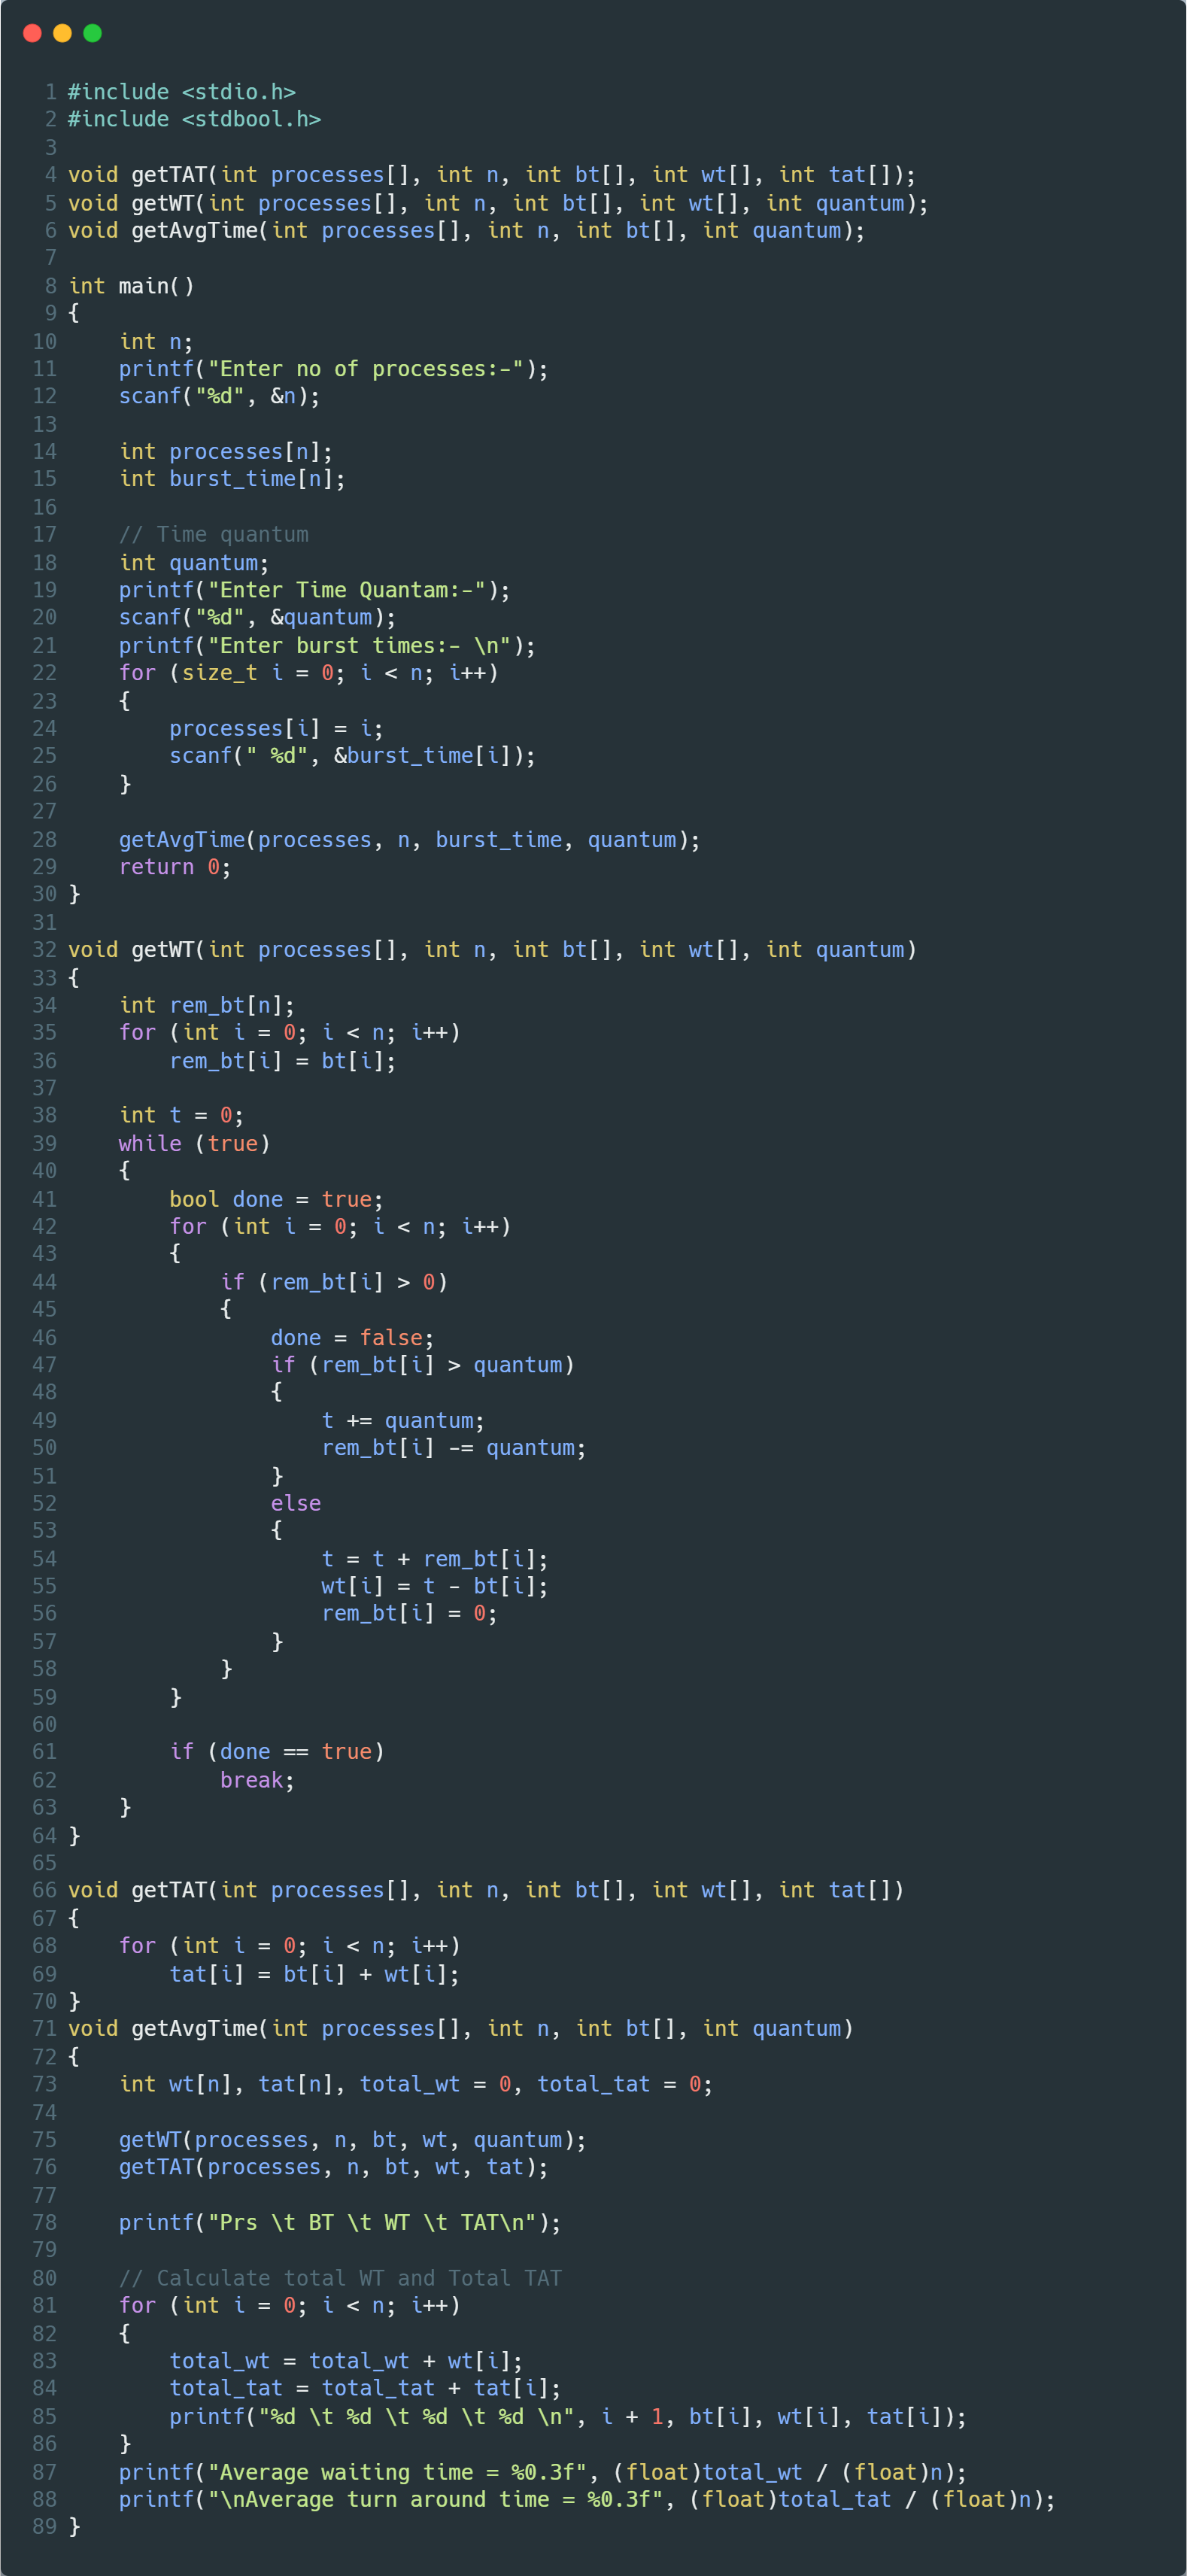 1 #include <stdio.h>
2 #include <stdbool.h>
3
4 void getTAT(int processes[], int n, int bt[], int wt[], int tat[]);
5 void getWT(int processes[], int n, int bt[], int wt[], int quantum);
6 void getAvgTime(int processes[], int n, int bt[], int quantum);
7
8 int main()
9 {
10     int n;
11     printf("Enter no of processes:-");
12     scanf("%d", &n);
13
14     int processes[n];
15     int burst_time[n];
16
17     // Time quantum
18     int quantum;
19     printf("Enter Time Quantam:-");
20     scanf("%d", &quantum);
21     printf("Enter burst times:- \n");
22     for (size_t i = 0; i < n; i++)
23     {
24         processes[i] = i;
25         scanf(" %d", &burst_time[i]);
26     }
27
28     getAvgTime(processes, n, burst_time, quantum);
29     return 0;
30 }
31
32 void getWT(int processes[], int n, int bt[], int wt[], int quantum)
33 {
34     int rem_bt[n];
35     for (int i = 0; i < n; i++)
36         rem_bt[i] = bt[i];
37
38     int t = 0;
39     while (true)
40     {
41         bool done = true;
42         for (int i = 0; i < n; i++)
43         {
44             if (rem_bt[i] > 0)
45             {
46                 done = false;
47                 if (rem_bt[i] > quantum)
48                 {
49                     t += quantum;
50                     rem_bt[i] -= quantum;
51                 }
52                 else
53                 {
54                     t = t + rem_bt[i];
55                     wt[i] = t - bt[i];
56                     rem_bt[i] = 0;
57                 }
58             }
59         }
60
61         if (done == true)
62             break;
63     }
64 }
65
66 void getTAT(int processes[], int n, int bt[], int wt[], int tat[])
67 {
68     for (int i = 0; i < n; i++)
69         tat[i] = bt[i] + wt[i];
70 }
71 void getAvgTime(int processes[], int n, int bt[], int quantum)
72 {
73     int wt[n], tat[n], total_wt = 0, total_tat = 0;
74
75     getWT(processes, n, bt, wt, quantum);
76     getTAT(processes, n, bt, wt, tat);
77
78     printf("Prs \t BT \t WT \t TAT\n");
79
80     // Calculate total WT and Total TAT
81     for (int i = 0; i < n; i++)
82     {
83         total_wt = total_wt + wt[i];
84         total_tat = total_tat + tat[i];
85         printf("%d \t %d \t %d \t %d \n", i + 1, bt[i], wt[i], tat[i]);
86     }
87     printf("Average waiting time = %0.3f", (float)total_wt / (float)n);
88     printf("\nAverage turn around time = %0.3f", (float)total_tat / (float)n);
89 }